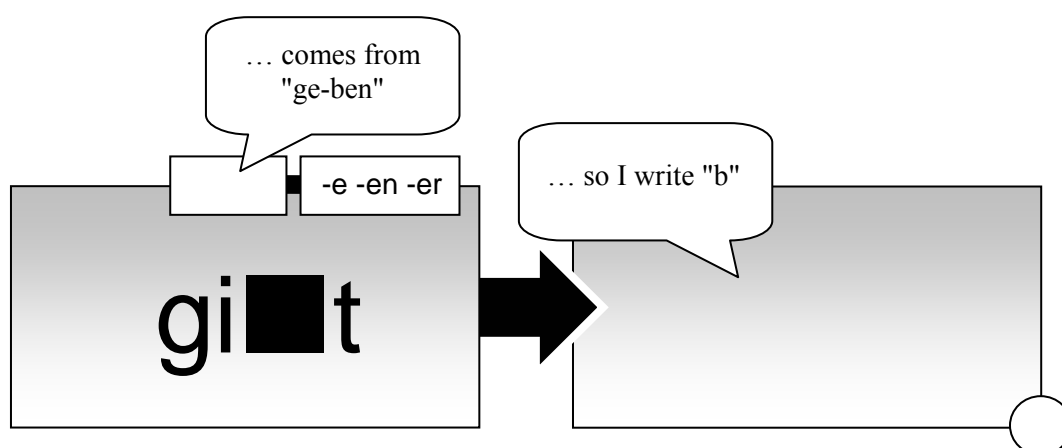 … comes from
"ge-ben"
… so I write "b"
-e -en -er
gi■t